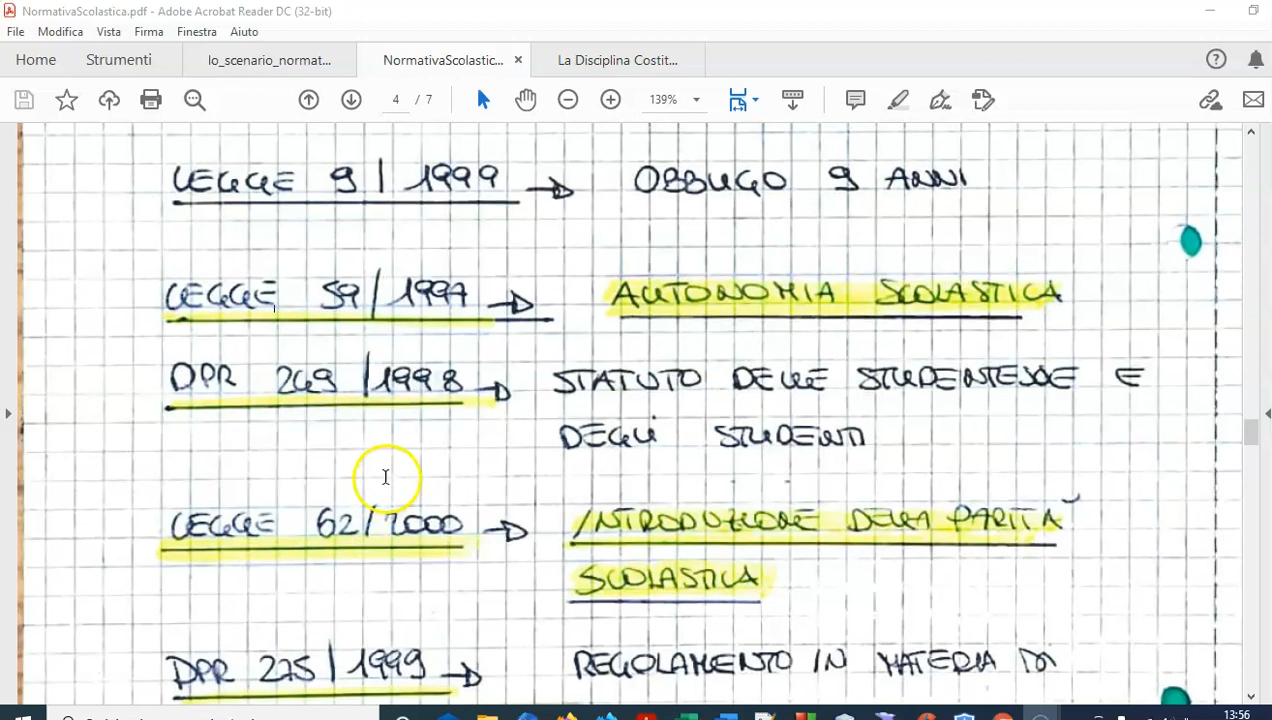 NormativaScolastica.pdf - Adobe Acrobat Reader DC (32-bit)
File Modifica Vista Firma Finestra Aiuto
Home Strumenti lo_scenario_normat... NormativaScolastic... × La Disciplina Costit...
4 / 7 139%
LEGGE 9/1999 → OBBLIGO 9 ANNI
LEGGE 59/1997 → AUTONOMIA SCOLASTICA
DPR 249/1998 → STATUTO DELLE STUDENTESSE E
DEGLI STUDENTI
LEGGE 62/2000 → INTRODUZIONE DELLA PARITÀ
SCOLASTICA
DPR 275/1999 → REGOLAMENTO IN MATERIA DI
13:56